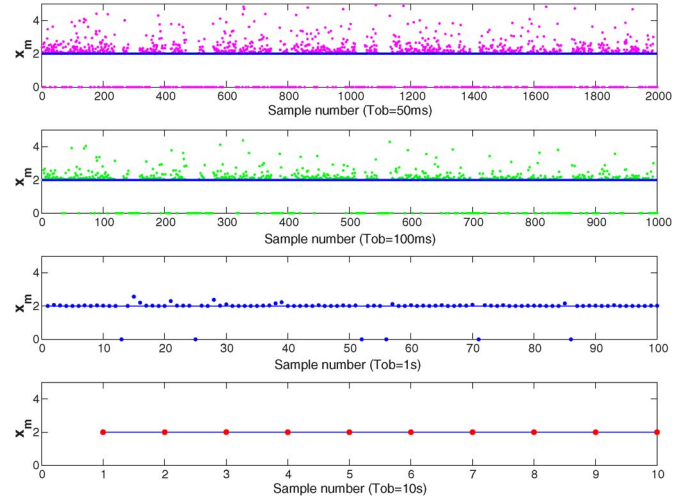 4
2
0
x_m
0 200 400 600 800 1000 1200 1400 1600 1800 2000
Sample number (Tob=50ms)
4
2
0
x_m
0 100 200 300 400 500 600 700 800 900 1000
Sample number (Tob=100ms)
4
2
0
x_m
0 10 20 30 40 50 60 70 80 90 100
Sample number (Tob=1s)
4
2
0
x_m
0 1 2 3 4 5 6 7 8 9 10
Sample number (Tob=10s)